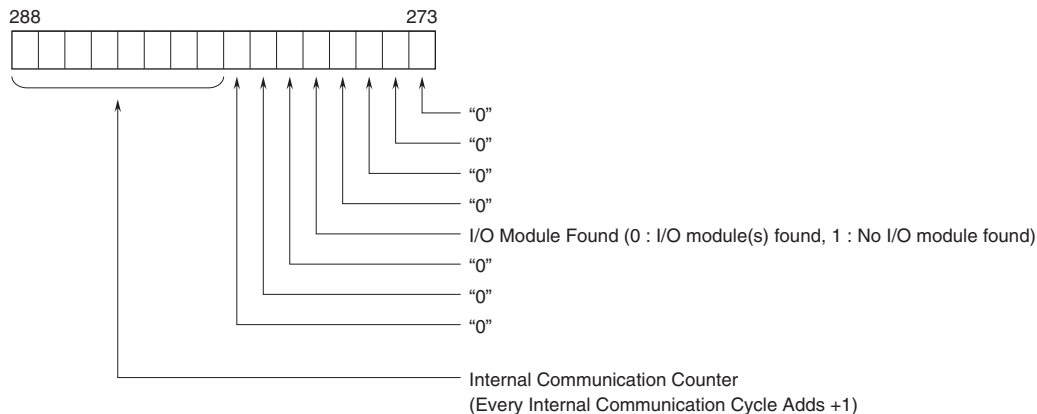 288 273
“0”
“0”
“0”
“0”
I/O Module Found (0 : I/O module(s) found, 1 : No I/O module found)
“0”
“0”
“0”
Internal Communication Counter
(Every Internal Communication Cycle Adds +1)